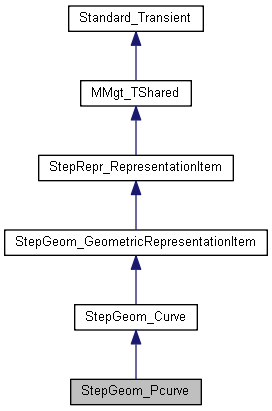 Standard_Transient
MMgt_TShared
StepRepr_RepresentationItem
StepGeom_GeometricRepresentationItem
StepGeom_Curve
StepGeom_Pcurve